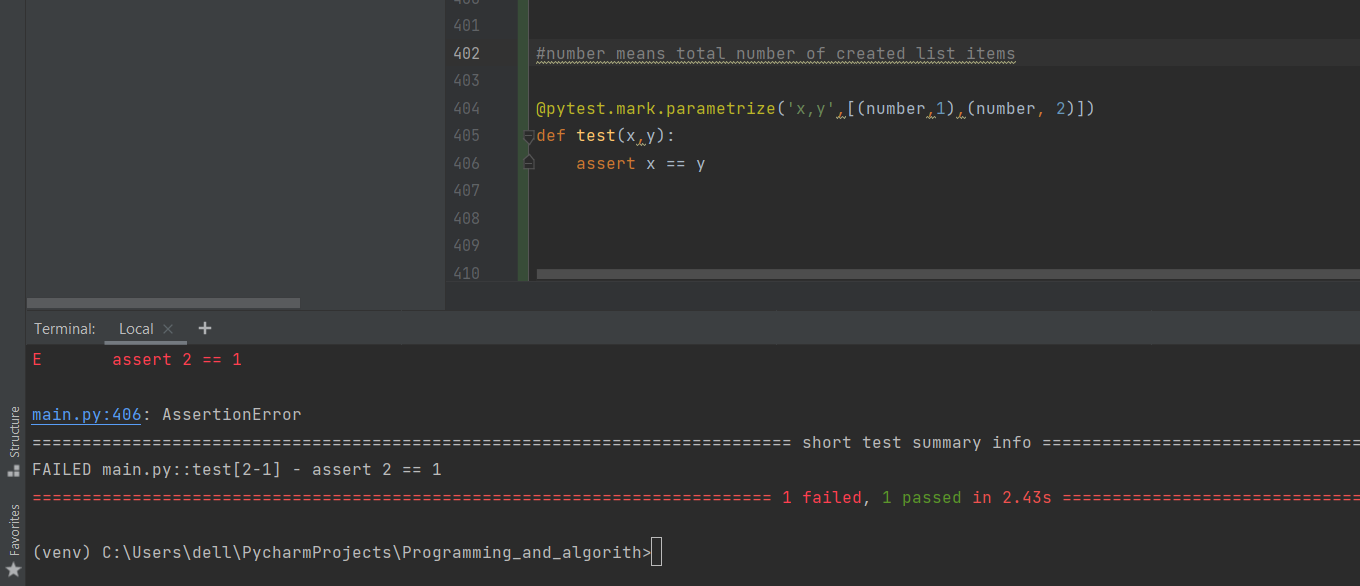 400
401
402 #number means total number of created list items
403
404 @pytest.mark.parametrize('x,y',[(number,1),(number, 2)])
405 def test(x,y):
406 assert x == y
407
408
409
410
Terminal: Local × +
E assert 2 == 1
main.py:406: AssertionError
============================================================================ short test summary info ================================
FAILED main.py::test[2-1] - assert 2 == 1
========================================================================== 1 failed, 1 passed in 2.43s ==============================
(venv) C:\Users\dell\PycharmProjects\Programming_and_algorith>
Structure
Favorites